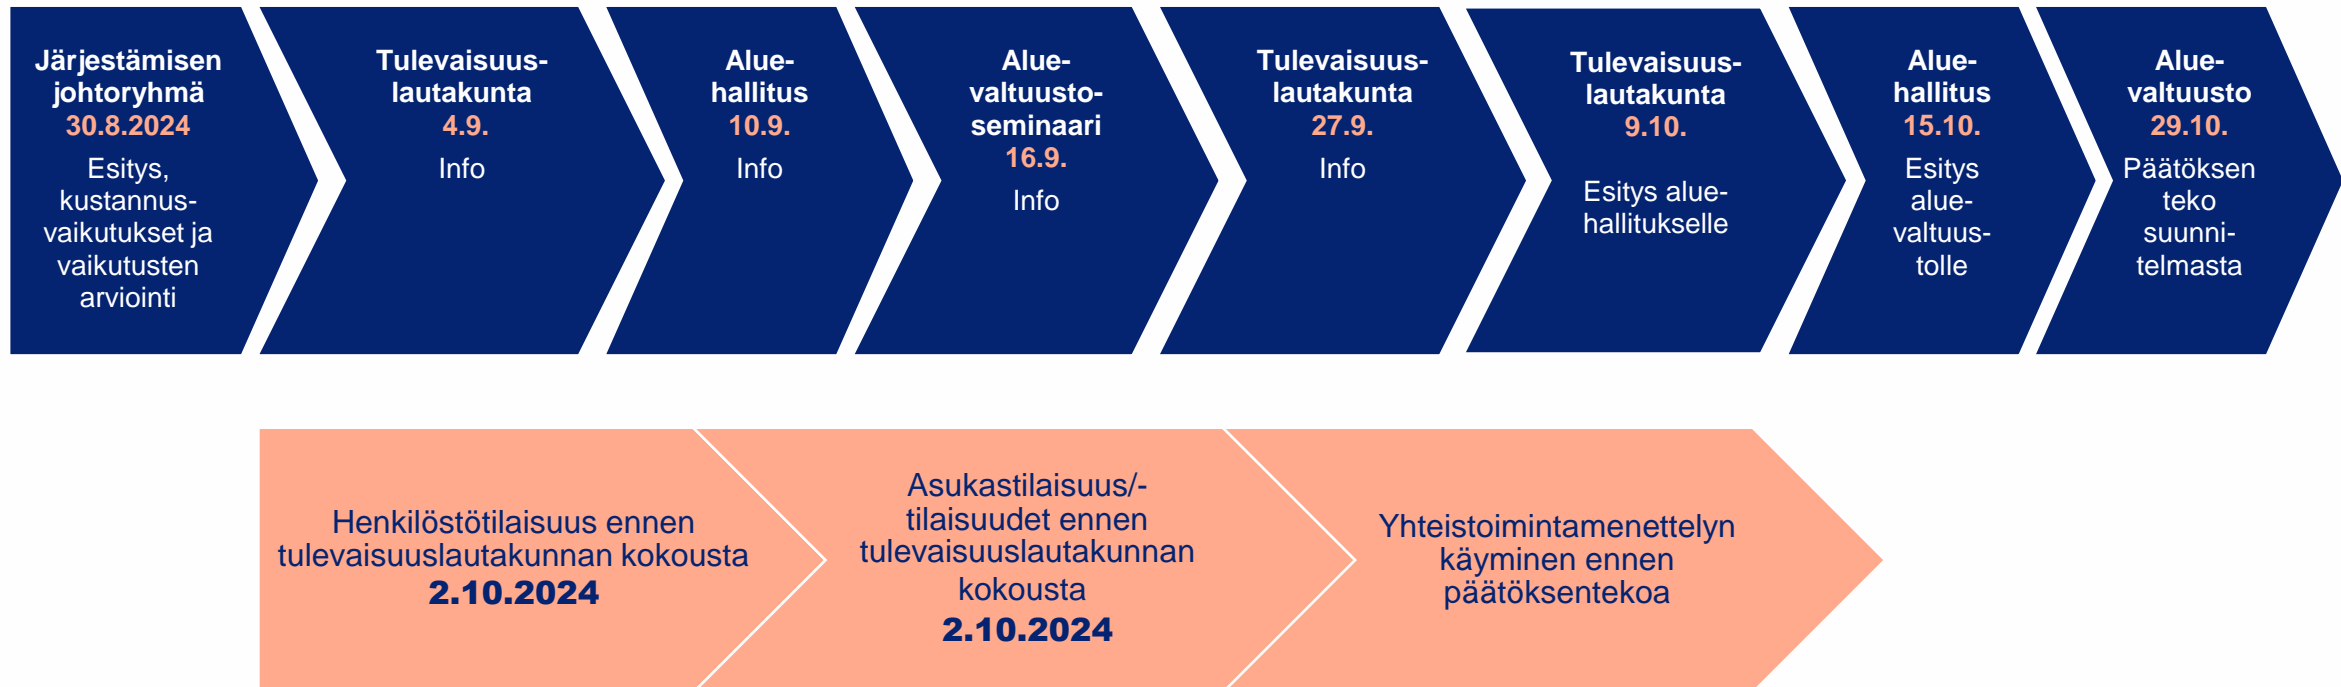 Järjestämisen
johtoryhmä
30.8.2024
Esitys,
kustannus-
vaikutukset ja
vaikutusten
arviointi
Tulevaisuus-
lautakunta
4.9.
Info
Alue-
hallitus
10.9.
Info
Alue-
valtuusto-
seminaari
16.9.
Info
Tulevaisuus-
lautakunta
27.9.
Info
Tulevaisuus-
lautakunta
9.10.
Esitys alue-
hallitukselle
Alue-
hallitus
15.10.
Esitys
alue-
valtuus-
tolle
Alue-
valtuusto
29.10.
Päätöksen
teko
suunni-
telmasta
Henkilöstötilaisuus ennen
tulevaisuuslautakunnan kokousta
2.10.2024
Asukastilaisuus/-
tilaisuudet ennen
tulevaisuuslautakunnan
kokousta
2.10.2024
Yhteistoimintamenettelyn
käyminen ennen
päätöksentekoa